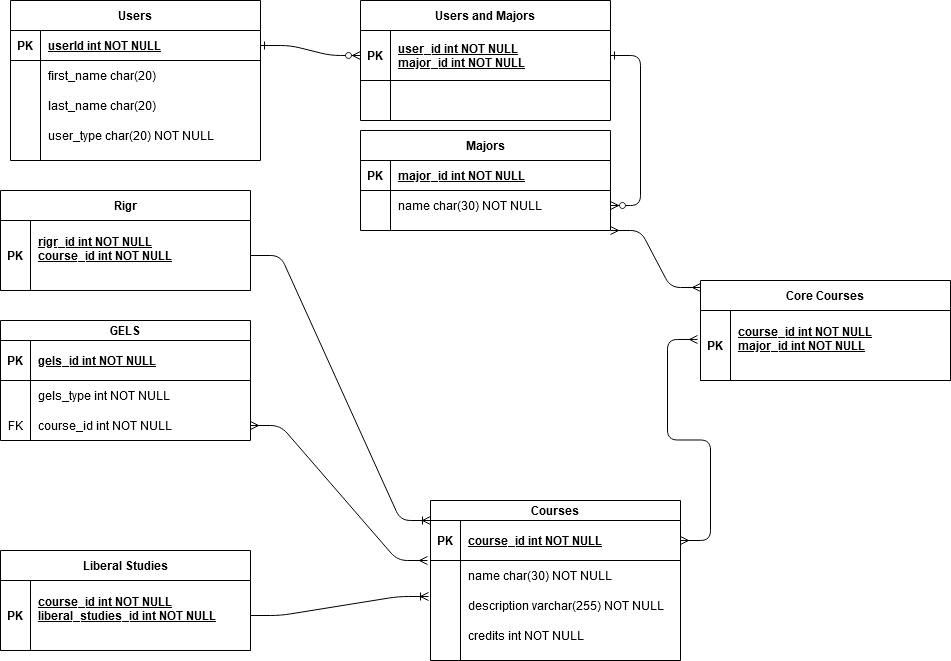 Users
PK userId int NOT NULL
first_name char(20)
last_name char(20)
user_type char(20) NOT NULL
Users and Majors
PK user_id int NOT NULL
major_id int NOT NULL
Majors
PK major_id int NOT NULL
name char(30) NOT NULL
Rigr
PK rigr_id int NOT NULL
course_id int NOT NULL
Core Courses
PK course_id int NOT NULL
major_id int NOT NULL
GELS
PK gels_id int NOT NULL
gels_type int NOT NULL
FK course_id int NOT NULL
Courses
PK course_id int NOT NULL
name char(30) NOT NULL
description varchar(255) NOT NULL
credits int NOT NULL
Liberal Studies
PK course_id int NOT NULL
liberal_studies_id int NOT NULL